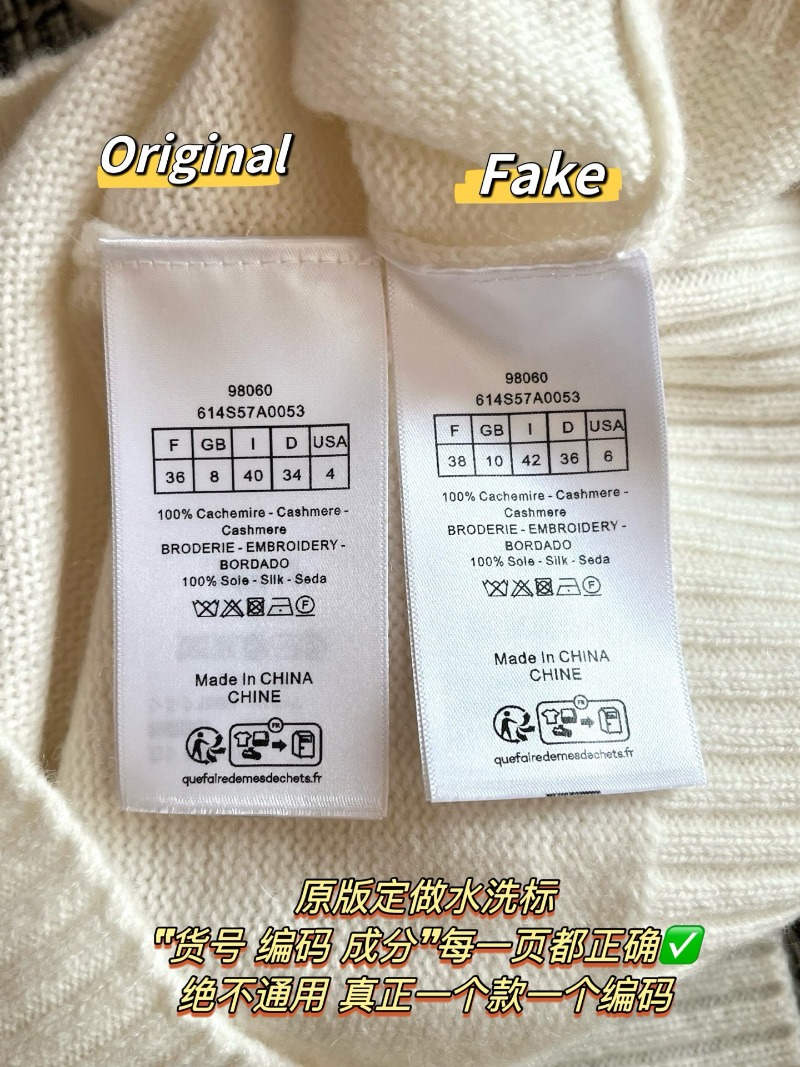 Original
Fake
98060
614S57A0053
F GB I D USA
36 8 40 34 4
100% Cachemire - Cashmere -
Cashmere
BRODERIE - EMBROIDERY -
BORDADO
100% Soie - Silk - Seda
F
Made In CHINA
CHINE
FR
quefairedemesdechets.fr
98060
614S57A0053
F GB I D USA
38 10 42 36 6
100% Cachemire - Cashmere -
Cashmere
BRODERIE - EMBROIDERY -
BORDADO
100% Soie - Silk - Seda
F
Made In CHINA
CHINE
FR
quefairedemesdechets.fr
原版定做水洗标
"货号 编码 成分"每一页都正确✅
绝不通用 真正一个款一个编码